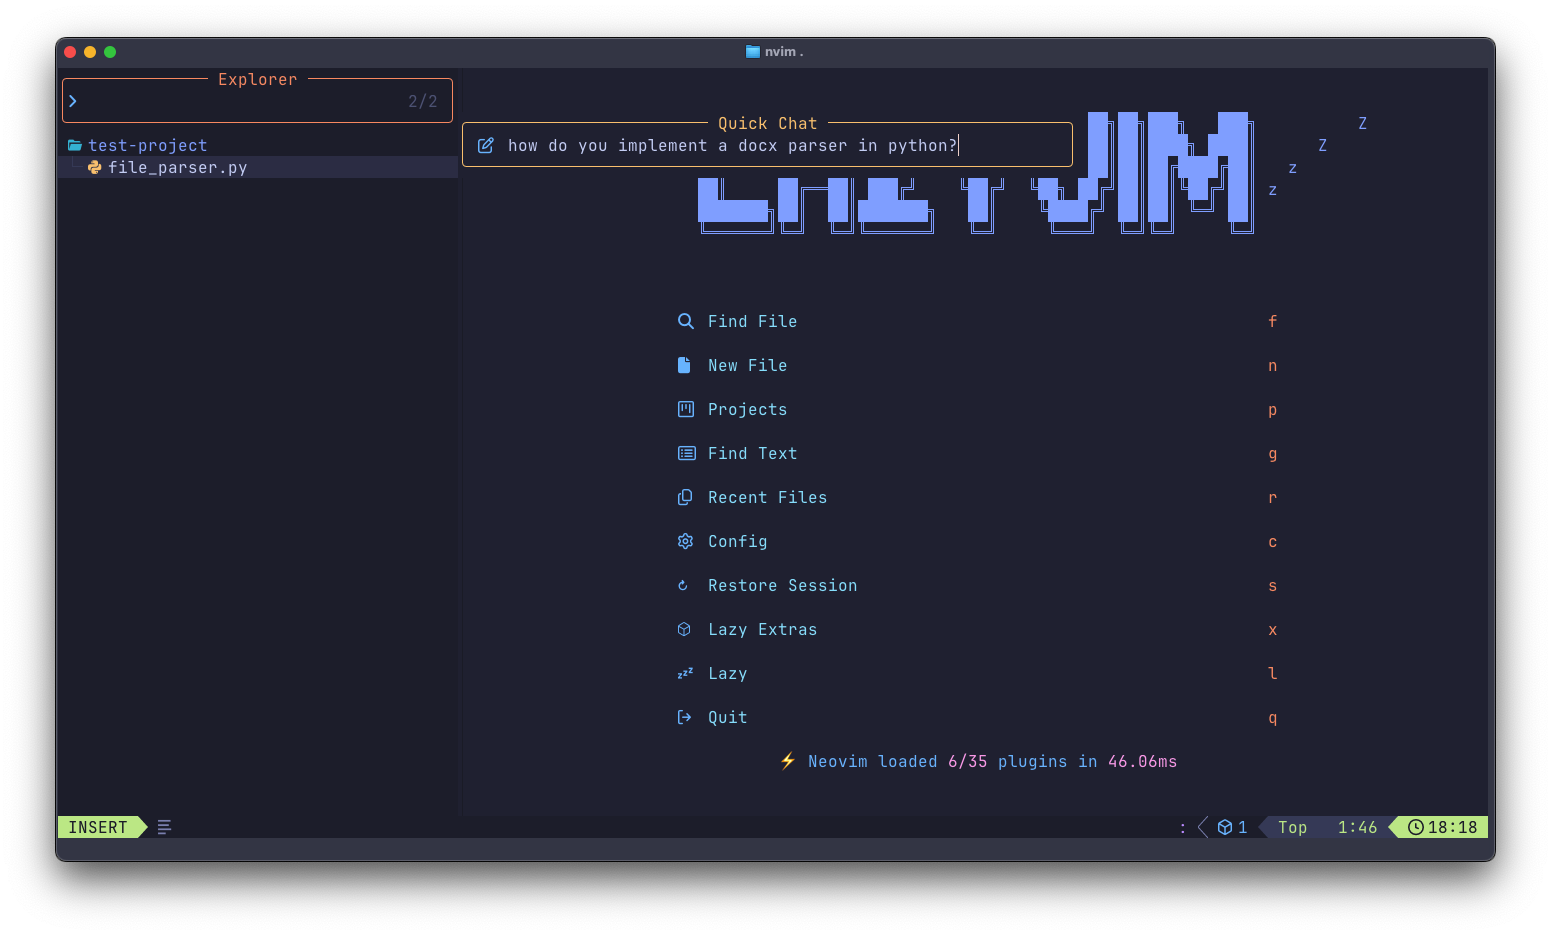 nvim .
Explorer
2/2
test-project
file_parser.py
Quick Chat
how do you implement a docx parser in python?
Z
Z
z
z
Find File f
New File n
Projects p
Find Text g
Recent Files r
Config c
Restore Session s
Lazy Extras x
Lazy l
Quit q
⚡ Neovim loaded 6/35 plugins in 46.06ms
INSERT : 1 Top 1:46 18:18